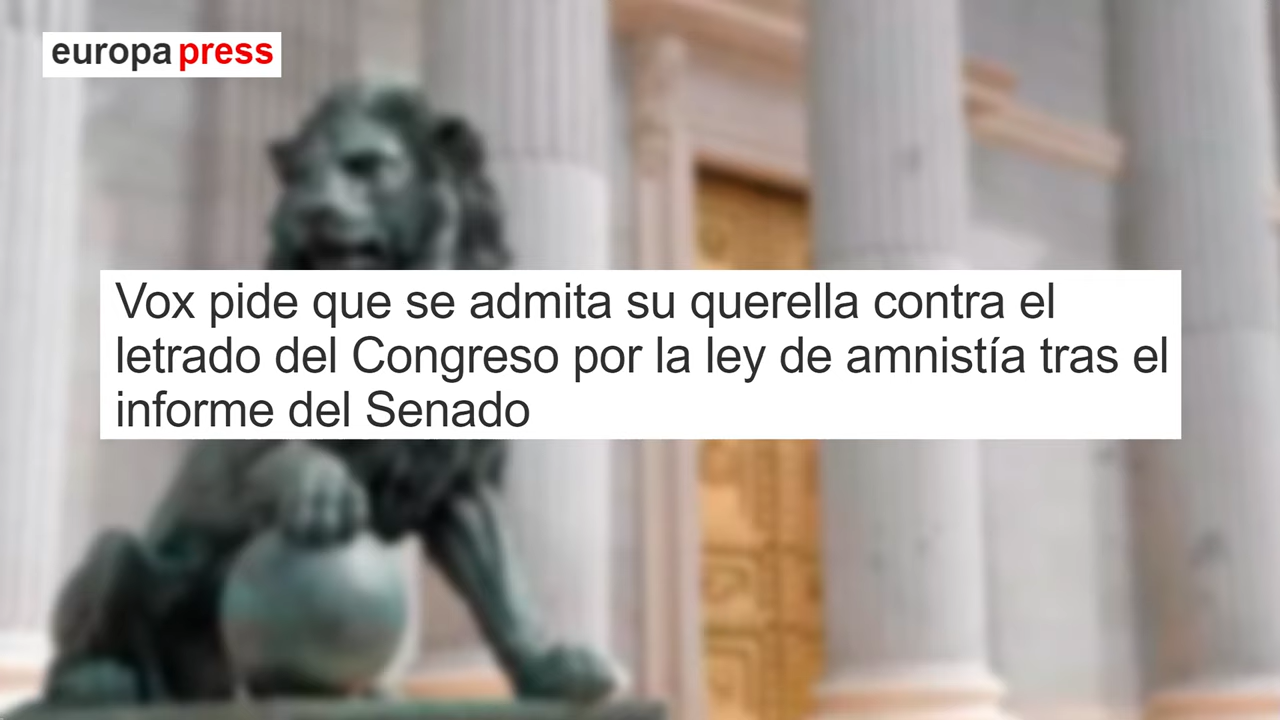 europa press
Vox pide que se admita su querella contra el
letrado del Congreso por la ley de amnistía tras el
informe del Senado